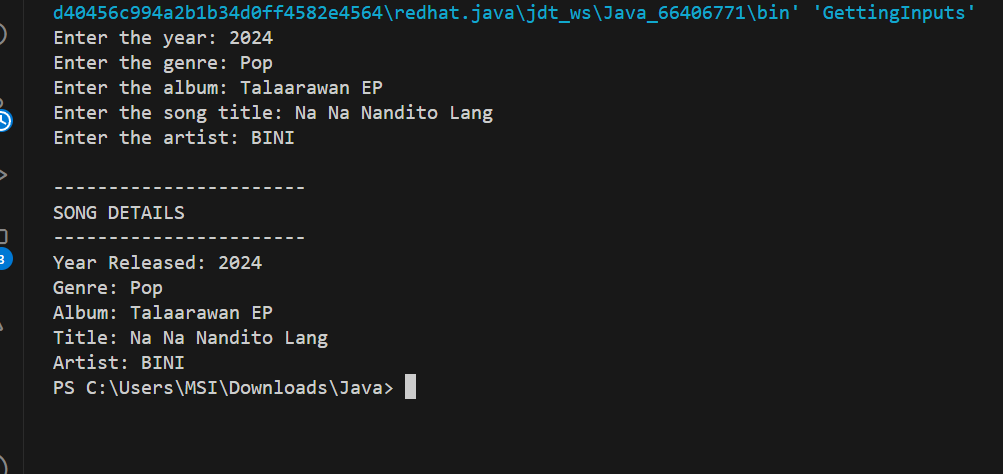 d40456c994a2b1b34d0ff4582e4564\redhat.java\jdt_ws\Java_66406771\bin' 'GettingInputs'
Enter the year: 2024
Enter the genre: Pop
Enter the album: Talaarawan EP
Enter the song title: Na Na Nandito Lang
Enter the artist: BINI
-----------------------
SONG DETAILS
-----------------------
Year Released: 2024
Genre: Pop
Album: Talaarawan EP
Title: Na Na Nandito Lang
Artist: BINI
PS C:\Users\MSI\Downloads\Java>